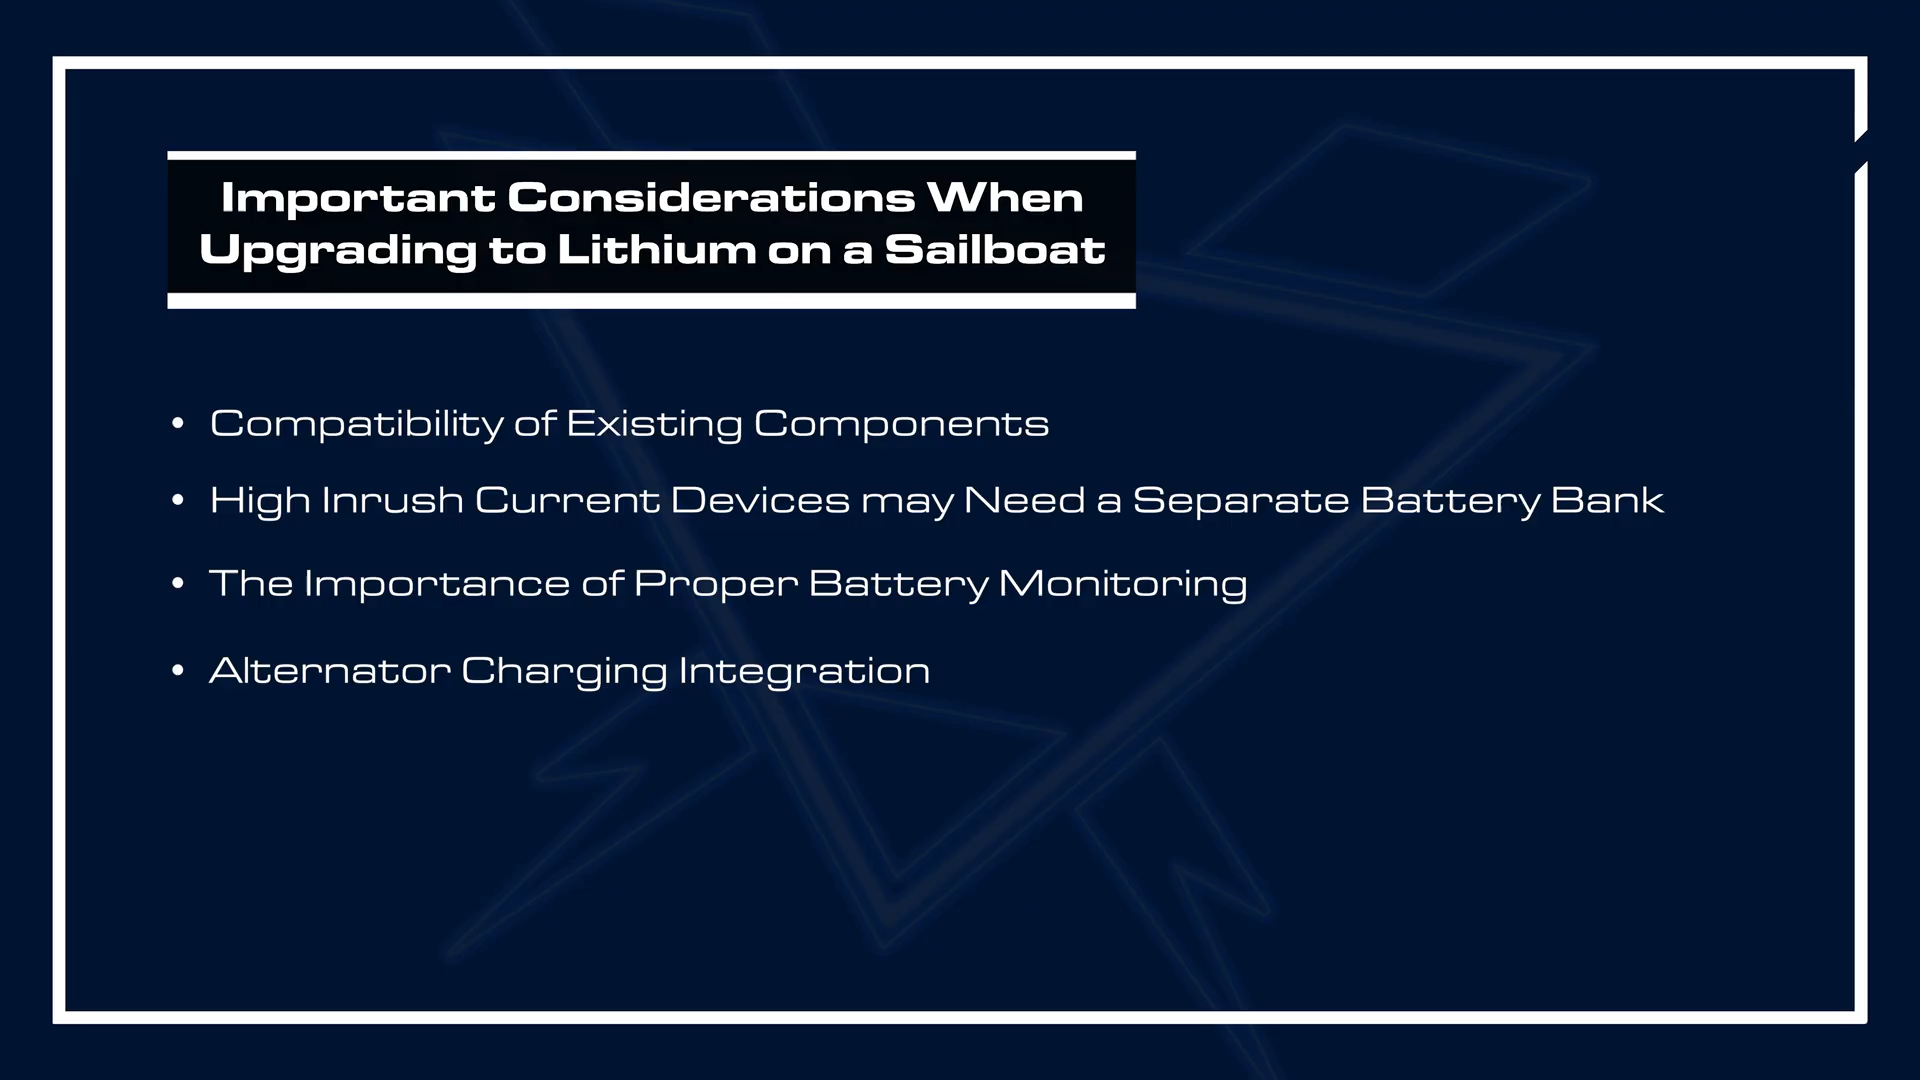 Important Considerations When
Upgrading to Lithium on a Sailboat
• Compatibility of Existing Components
• High Inrush Current Devices may Need a Separate Battery Bank
• The Importance of Proper Battery Monitoring
• Alternator Charging Integration